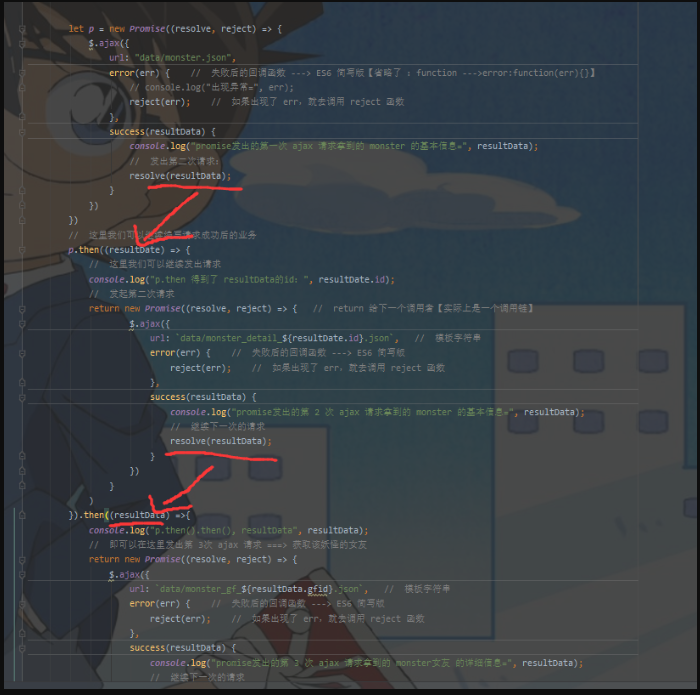 let p = new Promise((resolve, reject) => {
$.ajax({
url: "data/monster.json",
error(err) { // 失败后的回调函数 ---> ES6 简写版【省略了 : function --->error:function(err){}】
// console.log("出现异常=", err);
reject(err); // 如果出现了 err, 就去调用 reject 函数
},
success(resultData) {
console.log("promise发出的第一次 ajax 请求拿到的 monster 的基本信息=", resultData);
// 发出第二次请求:
resolve(resultData);
}
})
})
// 这里我们可以继续编写请求成功后的业务
p.then((resultDate) => {
// 这里我们可以继续发出请求
console.log("p.then 得到了 resultData的id: ", resultDate.id);
// 发起第二次请求
return new Promise((resolve, reject) => { // return 给下一个调用者【实际上是一个调用链】
$.ajax({
url: `data/monster_detail_${resultDate.id}.json`, // 模板字符串
error(err) { // 失败后的回调函数 ---> ES6 简写版
reject(err); // 如果出现了 err, 就去调用 reject 函数
},
success(resultData) {
console.log("promise发出的第 2 次 ajax 请求拿到的 monster 的基本信息=", resultData);
// 继续下一次的请求
resolve(resultData);
}
})
}
)
}).then((resultData) =>{
console.log("p.then().then(), resultData", resultData);
// 即可以在这里发出第 3次 ajax 请求 ===> 获取该妖怪的女友
return new Promise((resolve, reject) => {
$.ajax({
url: `data/monster_gf_${resultData.gfid}.json`, // 模板字符串
error(err) { // 失败后的回调函数 ---> ES6 简写版
reject(err); // 如果出现了 err, 就去调用 reject 函数
},
success(resultData) {
console.log("promise发出的第 3 次 ajax 请求拿到的 monster女友 的详细信息=", resultData);
// 继续下一次的请求